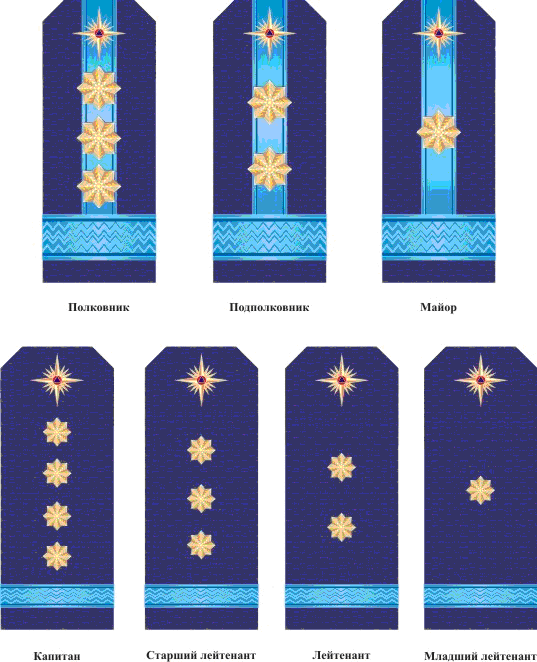 Полковник Подполковник Майор
Капитан Старший лейтенант Лейтенант Младший лейтенант